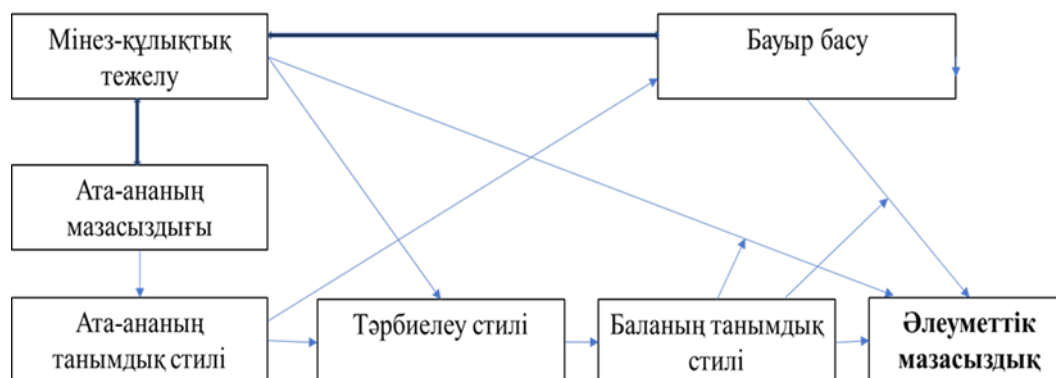 Мінез-құлықтық
тежелу
Бауыр басу
Ата-ананың
мазасыздығы
Ата-ананың
танымдық стилі
Тәрбиелеу стилі
Баланың танымдық
стилі
Әлеуметтік
мазасыздық